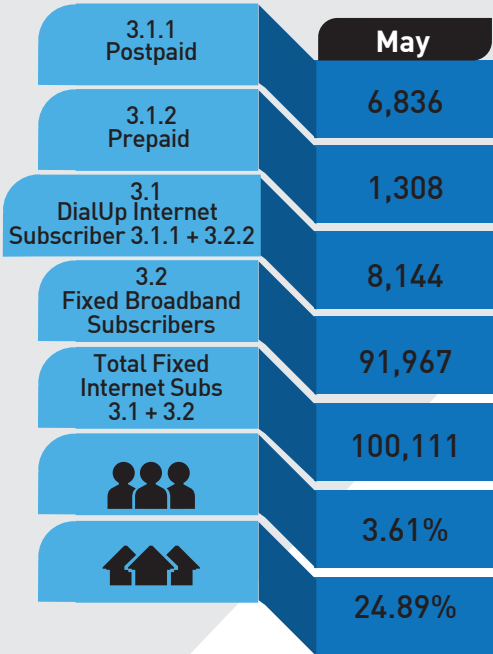 May
3.1.1
Postpaid
6,836
3.1.2
Prepaid
1,308
3.1
DialUp Internet
Subscriber 3.1.1 + 3.2.2
8,144
3.2
Fixed Broadband
Subscribers
91,967
Total Fixed
Internet Subs
3.1 + 3.2
100,111
3.61%
24.89%